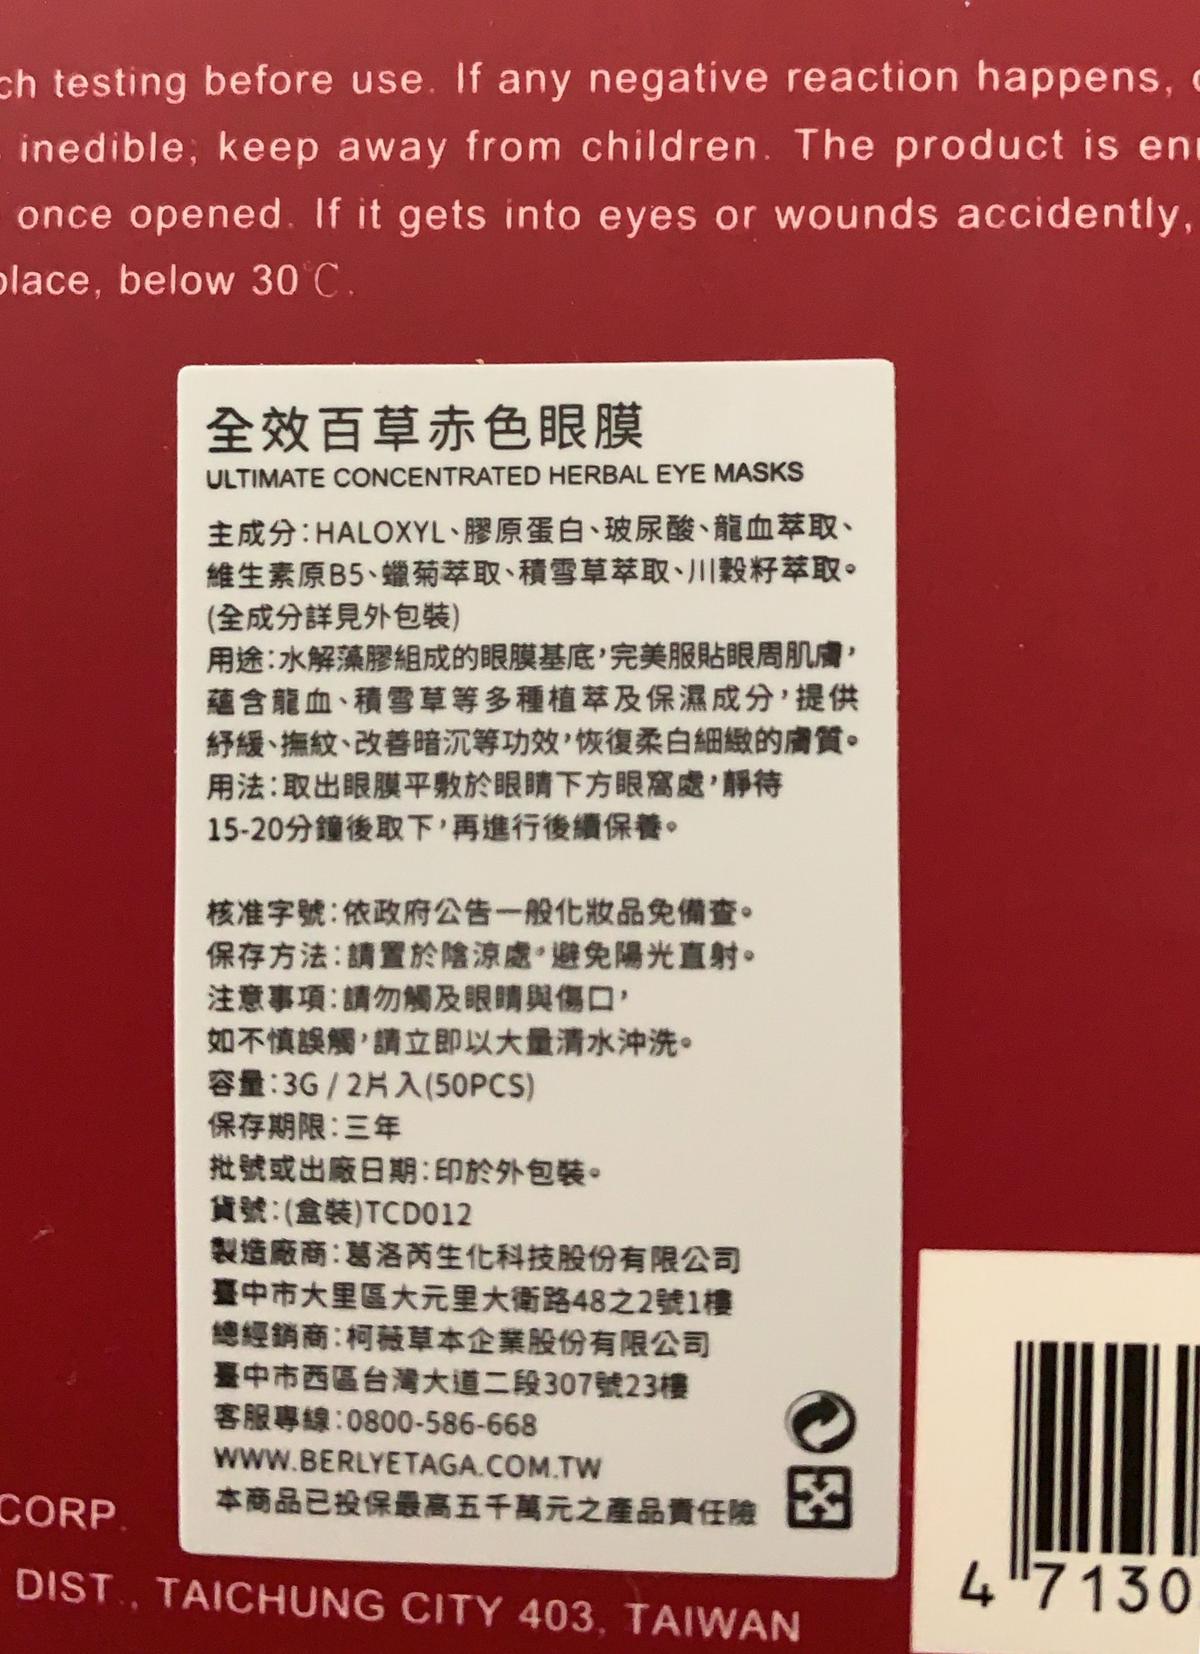 ch testing before use. If any negative reaction happens,
inedible; keep away from children. The product is
once opened. If it gets into eyes or wounds accidently,
place, below 30℃.
全效百草赤色眼膜
ULTIMATE CONCENTRATED HERBAL EYE MASKS
主成分:HALOXYL、膠原蛋白、玻尿酸、龍血萃取、
維生素原B5、蠟菊萃取、積雪草萃取、川穀籽萃取。
(全成分詳見外包裝)
用途:水解藻膠組成的眼膜基底,完美服貼眼周肌膚,
蘊含龍血、積雪草等多種植萃及保濕成分,提供
紓緩、撫紋、改善暗沉等功效,恢復柔白細緻的膚質。
用法:取出眼膜平敷於眼睛下方眼窩處,靜待
15-20分鐘後取下,再進行後續保養。
核准字號:依政府公告一般化妝品免備查。
保存方法:請置於陰涼處,避免陽光直射。
注意事項:請勿觸及眼睛與傷口,
如不慎誤觸,請立即以大量清水沖洗。
容量:3G / 2片入(50PCS)
保存期限:三年
批號或出廠日期:印於外包裝。
貨號:(盒裝)TCD012
製造廠商:葛洛芮生化科技股份有限公司
臺中市大里區大元里大衛路48之2號1樓
總經銷商:柯薇草本企業股份有限公司
臺中市西區台灣大道二段307號23樓
客服專線:0800-586-668
WWW.BERLYETAGA.COM.TW
本商品已投保最高五千萬元之產品責任險
CORP.
DIST., TAICHUNG CITY 403, TAIWAN
4 7130